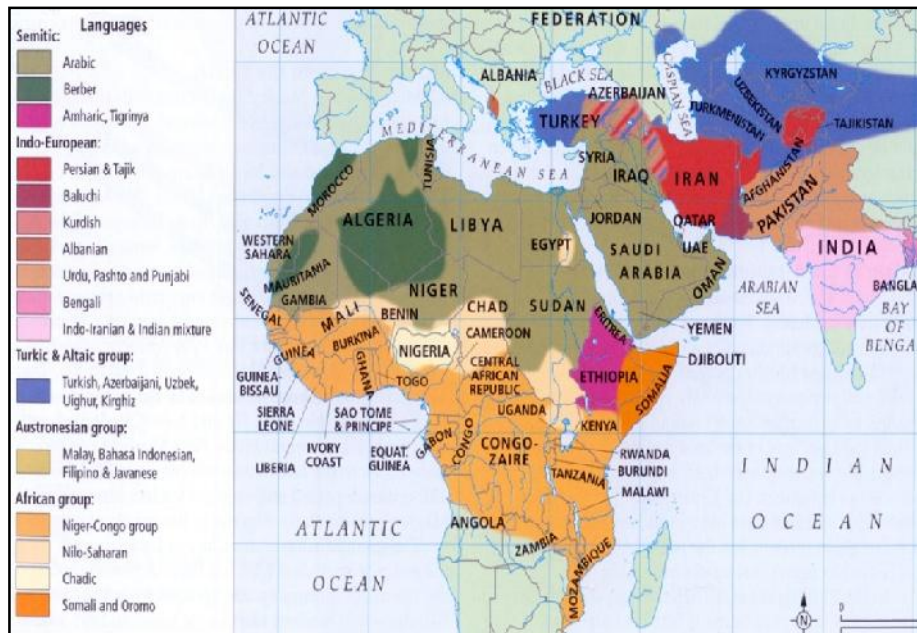 Languages
Semitic:
Arabic
Berber
Amharic, Tigrinya
Indo-European:
Persian & Tajik
Baluchi
Kurdish
Albanian
Urdu, Pashto and Punjabi
Bengali
Indo-Iranian & Indian mixture
Turkic & Altaic group:
Turkish, Azerbaijani, Uzbek,
Uighur, Kirghiz
Austronesian group:
Malay, Bahasa Indonesian,
Filipino & Javanese
African group:
Niger-Congo group
Nilo-Saharan
Chadic
Somali and Oromo
ATLANTIC
OCEAN
FEDERATION
ALBANIA
BLACK SEA
AZERBAIJAN
CASPIAN SEA
KYRGYZSTAN
UZBEKISTAN
TURKMENISTAN
TAJIKISTAN
TURKEY
MEDITERRANEAN SEA
SYRIA
IRAQ
IRAN
AFGHANISTAN
PAKISTAN
MOROCCO
TUNISIA
ALGERIA
LIBYA
EGYPT
JORDAN
SAUDI
ARABIA
QATAR
UAE
OMAN
INDIA
BANGLA
WESTERN
SAHARA
MAURITANIA
ARABIAN
SEA
BAY
OF
BENGA
SENEGAL
GAMBIA
MALI
NIGER
CHAD
SUDAN
ERITREA
YEMEN
DJIBOUTI
BENIN
BURKINA
NIGERIA
CAMEROON
CENTRAL
AFRICAN
REPUBLIC
ETHIOPIA
SOMALIA
GUINEA
GUINEA-
BISSAU
GHANA
TOGO
SIERRA
LEONE
LIBERIA
IVORY
COAST
SAO TOME
& PRINCIPE
EQUAT.
GUINEA
GABON
CONGO
CONGO-
ZAIRE
UGANDA
KENYA
RWANDA
BURUNDI
TANZANIA
MALAWI
INDIAN
OCEAN
ATLANTIC
OCEAN
ANGOLA
ZAMBIA
MOZAMBIQUE
N
0